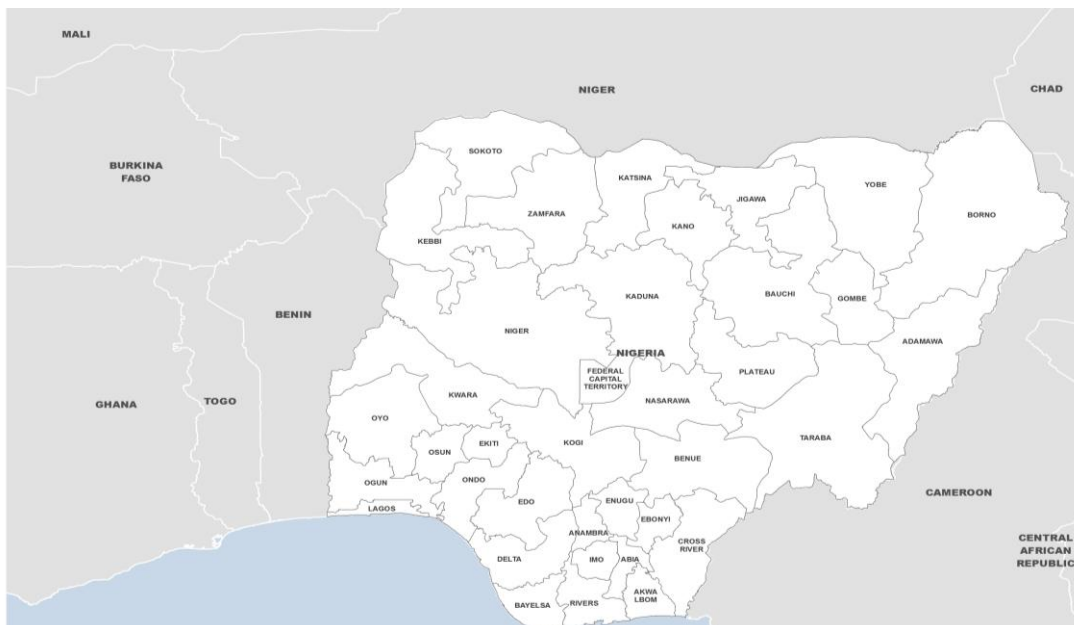 MALI
NIGER
CHAD
BURKINA
FASO
SOKOTO
KATSINA
YOBE
JIGAWA
ZAMFARA
BORNO
KANO
KEBBI
BENIN
KADUNA
BAUCHI
GOMBE
NIGER
ADAMAWA
NIGERIA
FEDERAL
CAPITAL
TERRITORY
PLATEAU
GHANA
TOGO
KWARA
NASARAWA
OYO
TARABA
KOGI
EKITI
OSUN
BENUE
OGUN
ONDO
CAMEROON
EDO
ENUGU
LAGOS
EBONYI
ANAMBRA
CROSS
RIVER
CENTRAL
AFRICAN
REPUBLIC
DELTA
IMO
ABIA
AKWA
LBOM
BAYELSA
RIVERS